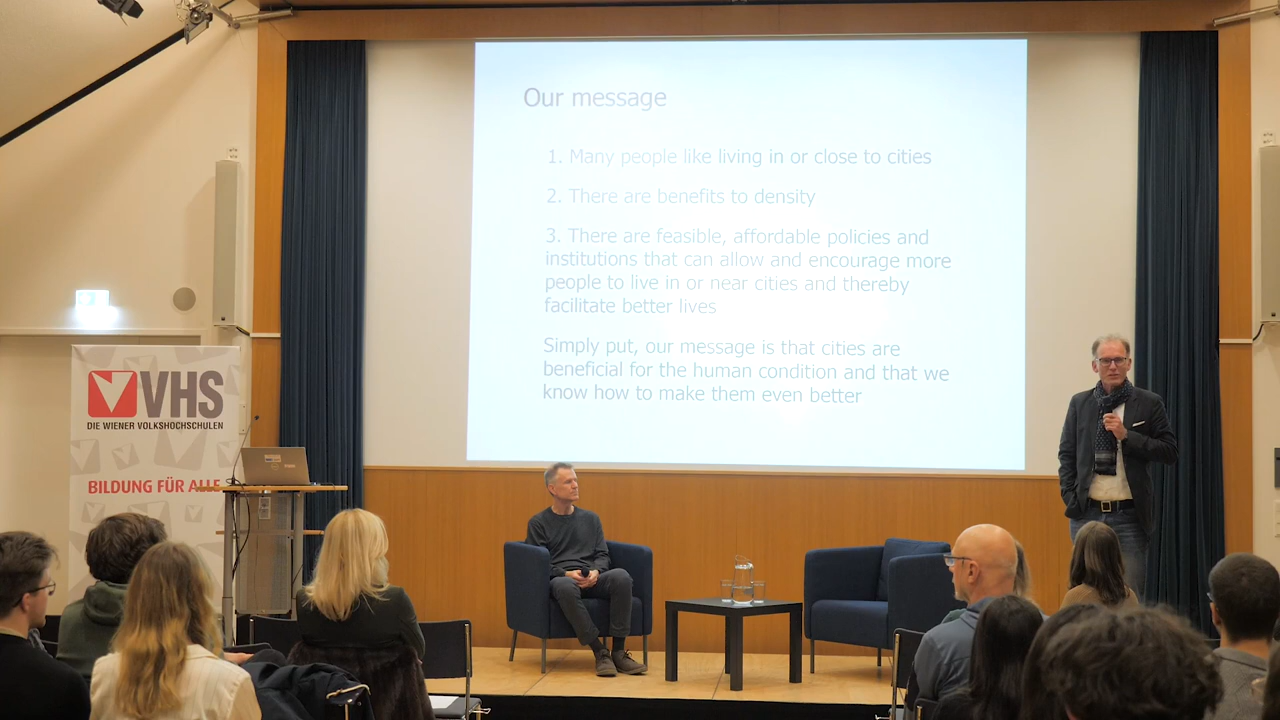 Our message
1. Many people like living in or close to cities
2. There are benefits to density
3. There are feasible, affordable policies and
institutions that can allow and encourage more
people to live in or near cities and thereby
facilitate better lives
Simply put, our message is that cities are
beneficial for the human condition and that we
know how to make them even better
VHS
DIE WIENER VOLKSHOCHSCHULEN
BILDUNG FÜR ALLE